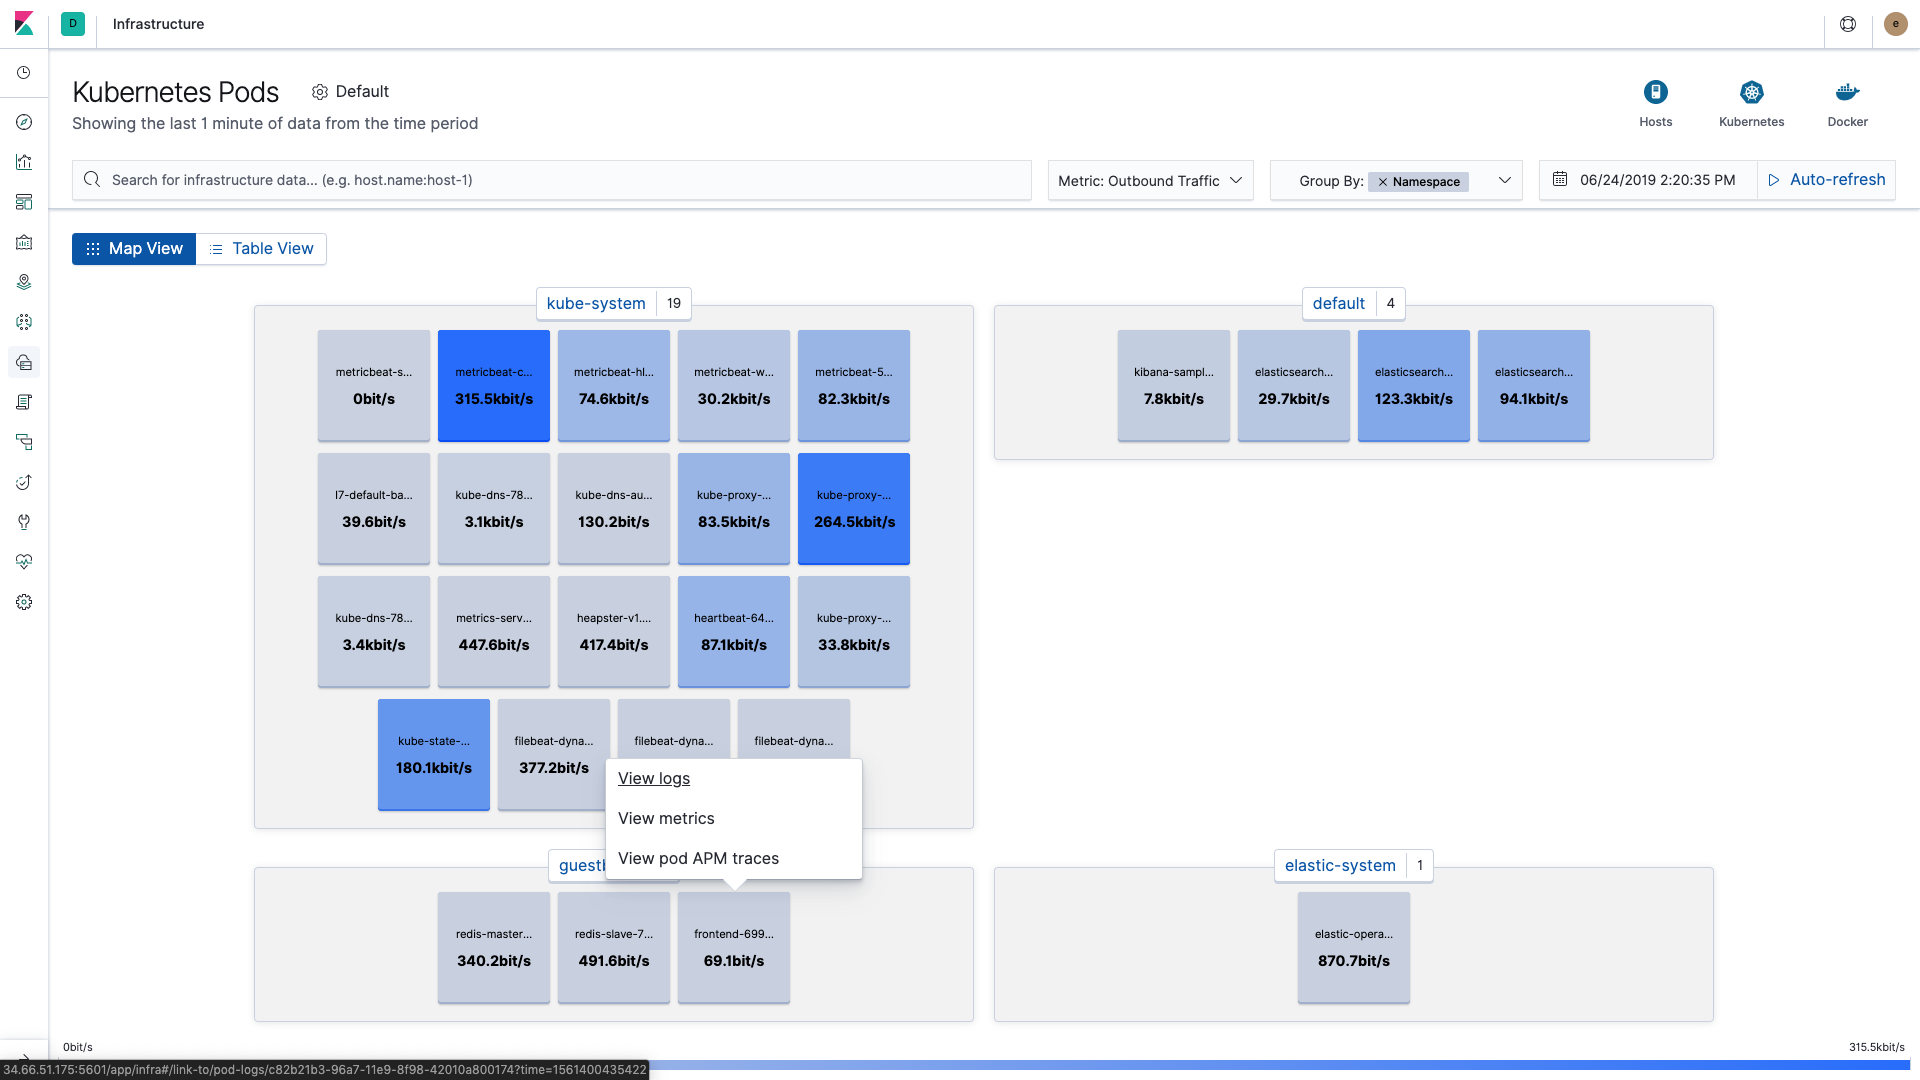 D Infrastructure e
Kubernetes Pods Default
Showing the last 1 minute of data from the time period
Hosts Kubernetes Docker
Search for infrastructure data... (e.g. host.name:host-1)
Metric: Outbound Traffic
Group By: × Namespace
06/24/2019 2:20:35 PM
Auto-refresh
Map View Table View
kube-system 19
metricbeat-s... metricbeat-c... metricbeat-hl... metricbeat-w... metricbeat-5...
0bit/s 315.5kbit/s 74.6kbit/s 30.2kbit/s 82.3kbit/s
l7-default-ba... kube-dns-78... kube-dns-au... kube-proxy-... kube-proxy-...
39.6bit/s 3.1kbit/s 130.2bit/s 83.5kbit/s 264.5kbit/s
kube-dns-78... metrics-serv... heapster-v1.... heartbeat-64... kube-proxy-...
3.4kbit/s 447.6bit/s 417.4bit/s 87.1kbit/s 33.8kbit/s
kube-state-... filebeat-dyna... filebeat-dyna... filebeat-dyna...
180.1kbit/s 377.2bit/s
default 4
kibana-sampl... elasticsearch... elasticsearch... elasticsearch...
7.8kbit/s 29.7kbit/s 123.3kbit/s 94.1kbit/s
View logs
View metrics
View pod APM traces
redis-master... redis-slave-7... frontend-699...
340.2bit/s 491.6bit/s 69.1bit/s
elastic-system 1
elastic-opera...
870.7bit/s
0bit/s 315.5kbit/s
34.66.51.175:5601/app/infra#/link-to/pod-logs/c82b21b3-96a7-11e9-8f98-42010a800174?time=1561400435422